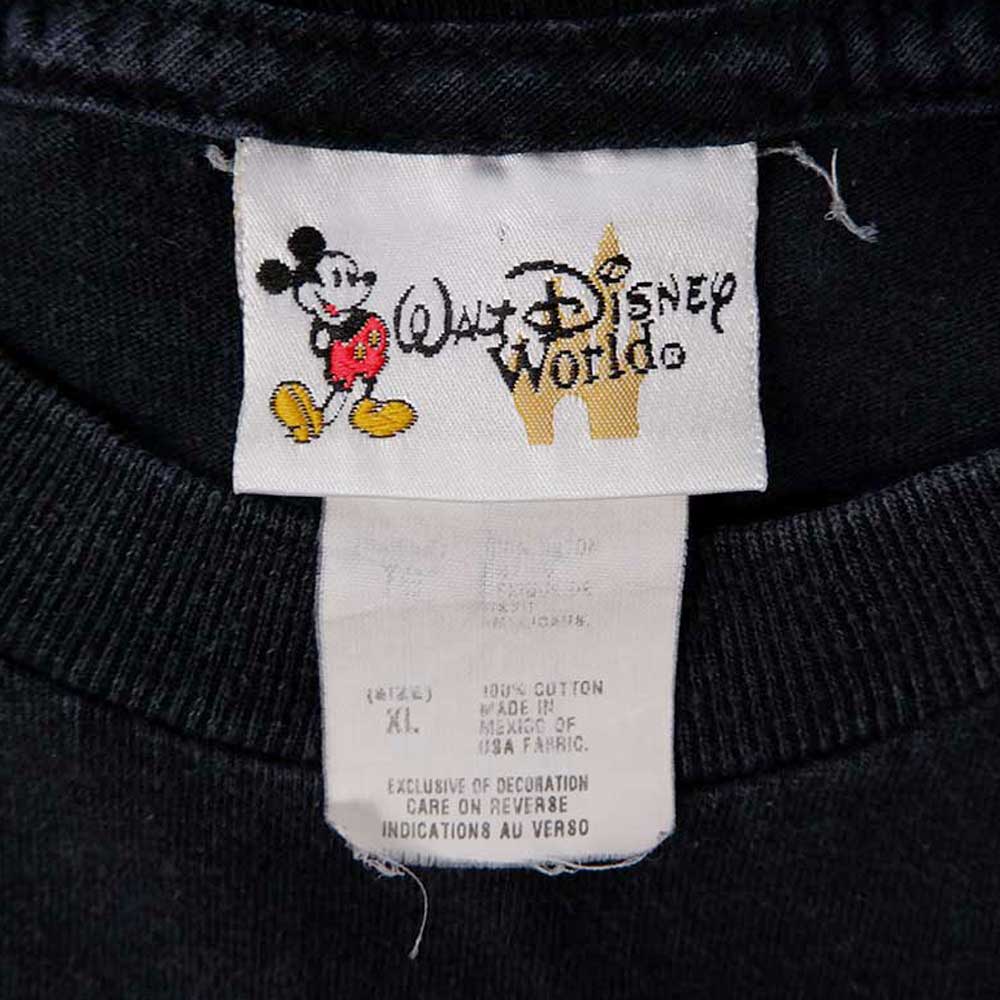 WALT DISNEY
World®
(SIZE) 100% COTTON
XL MADE IN
MEXICO OF
USA FABRIC.
EXCLUSIVE OF DECORATION
CARE ON REVERSE
INDICATIONS AU VERSO